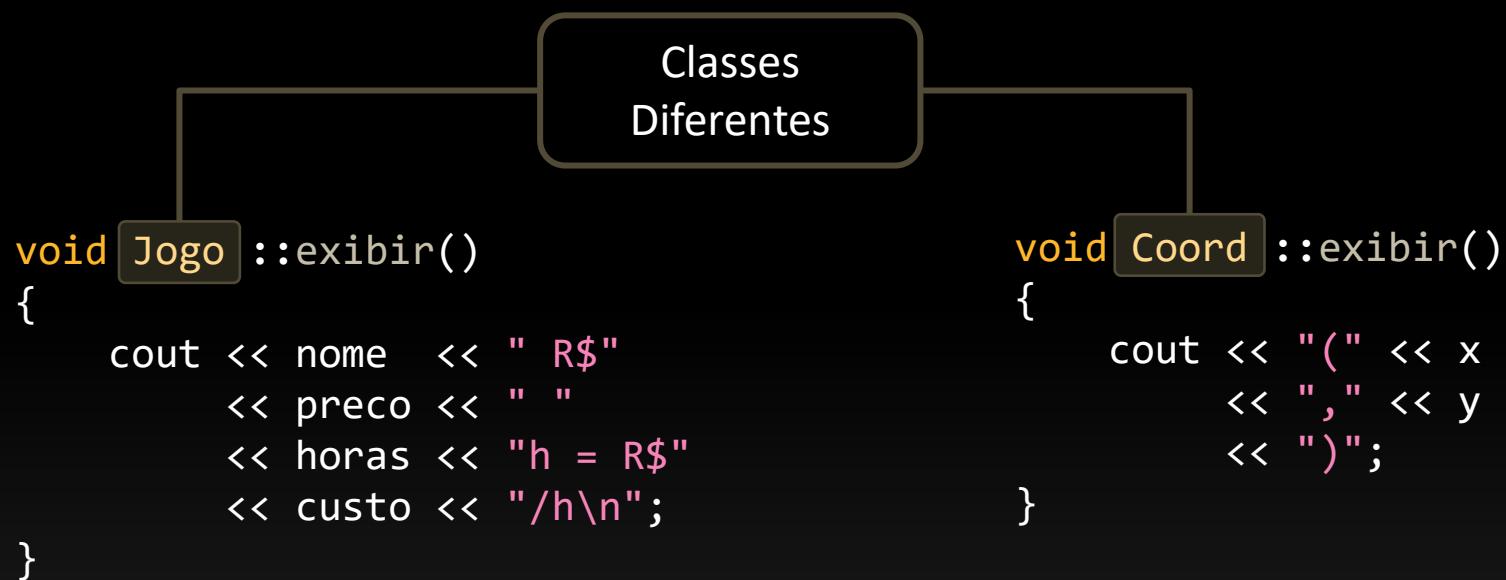 Classes
Diferentes
void Jogo ::exibir()
{
    cout << nome  << " R$"
         << preco << " "
         << horas << "h = R$"
         << custo << "/h\n";
}
void Coord ::exibir()
{
    cout << "(" << x
         << "," << y
         << ")";
}